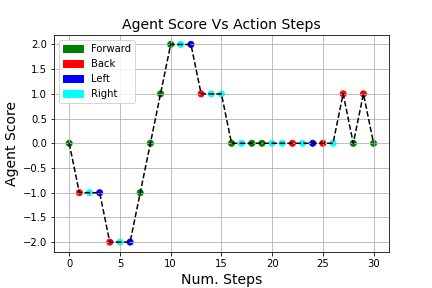 Agent Score Vs Action Steps
Agent Score
2.0
1.5
1.0
0.5
0.0
−0.5
−1.0
−1.5
−2.0
Forward
Back
Left
Right
0 5 10 15 20 25 30
Num. Steps